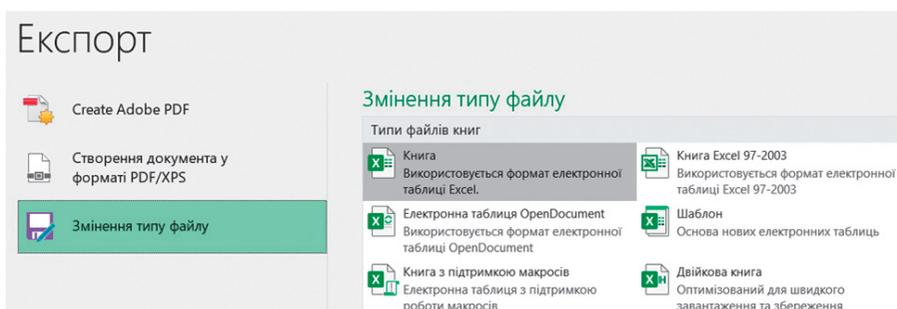 Експорт
Create Adobe PDF
Створення документа у
форматі PDF/XPS
Змінення типу файлу
Змінення типу файлу
Типи файлів книг
Книга
Використовується формат електронної
таблиці Excel.
Книга Excel 97-2003
Використовується формат електронної
таблиці Excel 97-2003
Електронна таблиця OpenDocument
Використовується формат електронної
таблиці OpenDocument
Шаблон
Основа нових електронних таблиць
Книга з підтримкою макросів
Електронна таблиця з підтримкою
роботи макросів
Двійкова книга
Оптимізований для швидкого
завантаження та збереження